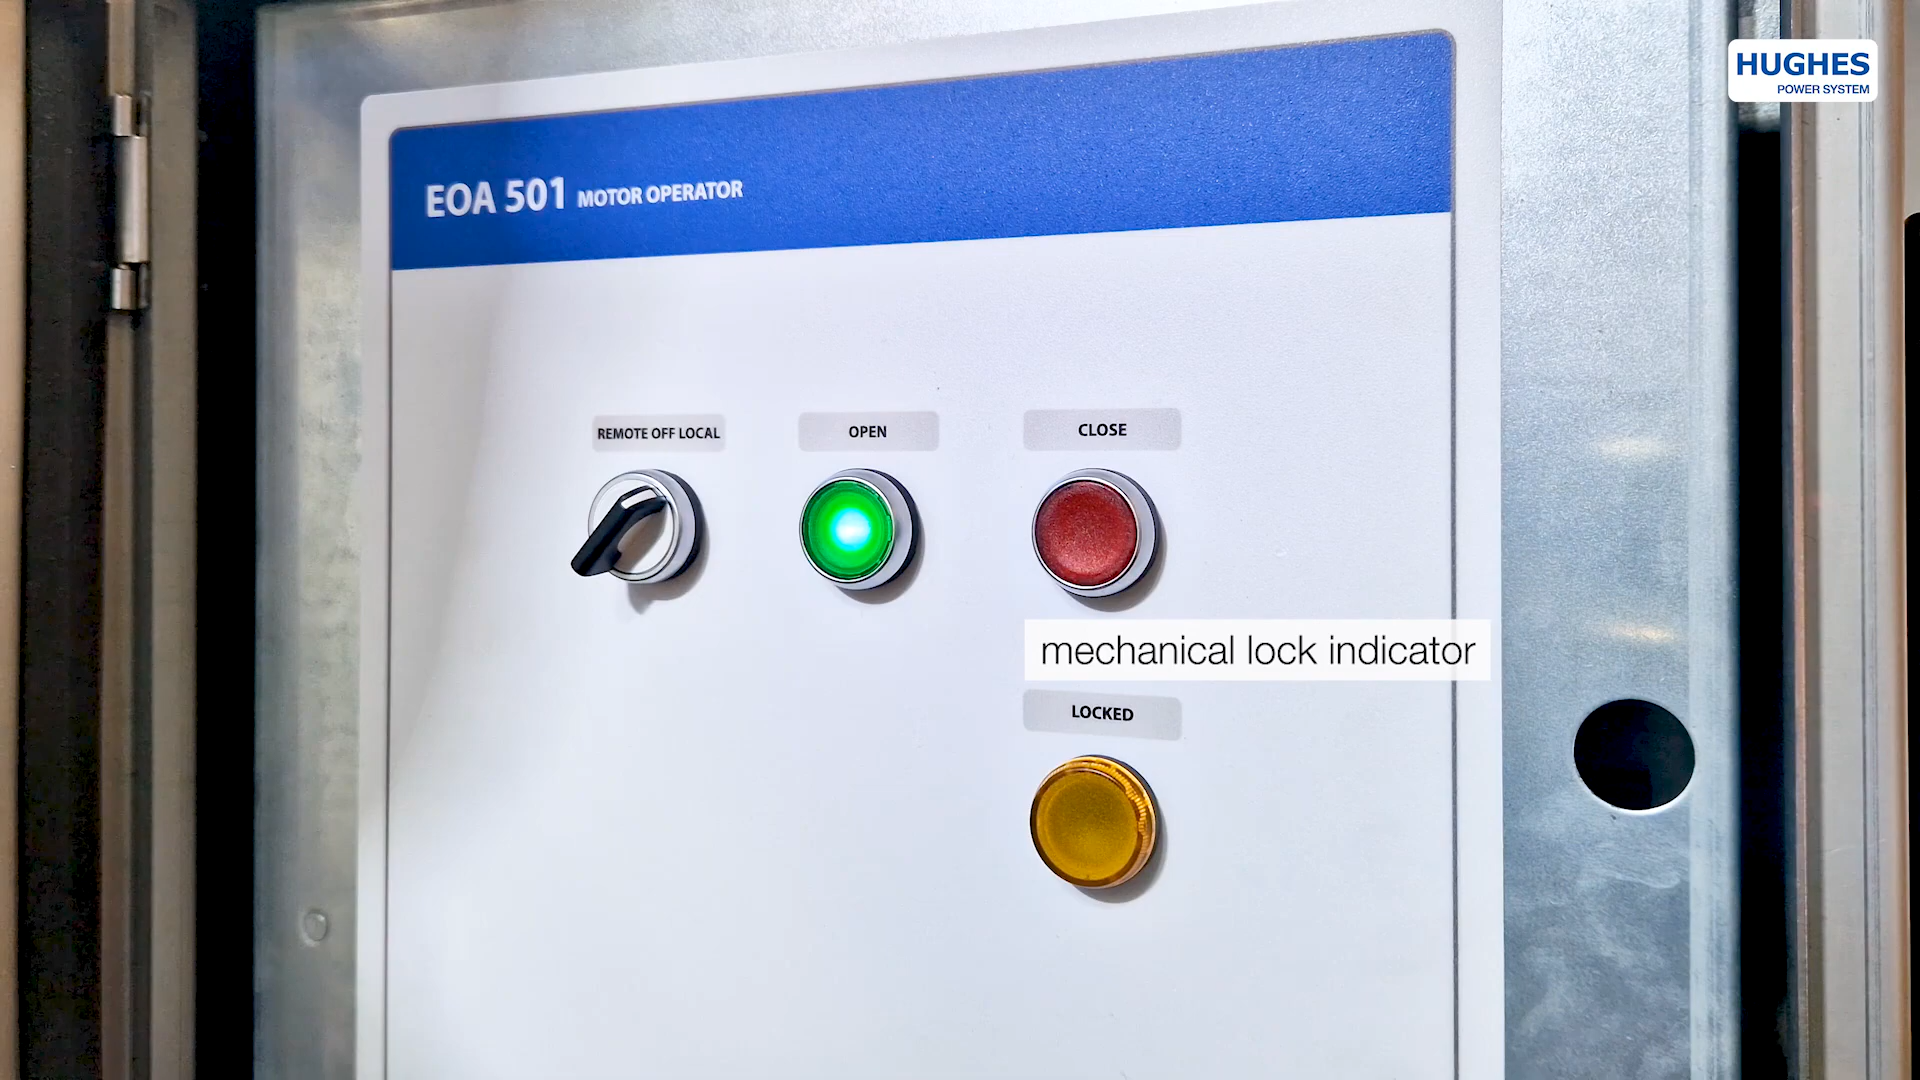 HUGHES
POWER SYSTEM
EOA 501 MOTOR OPERATOR
REMOTE OFF LOCAL
OPEN
CLOSE
mechanical lock indicator
LOCKED